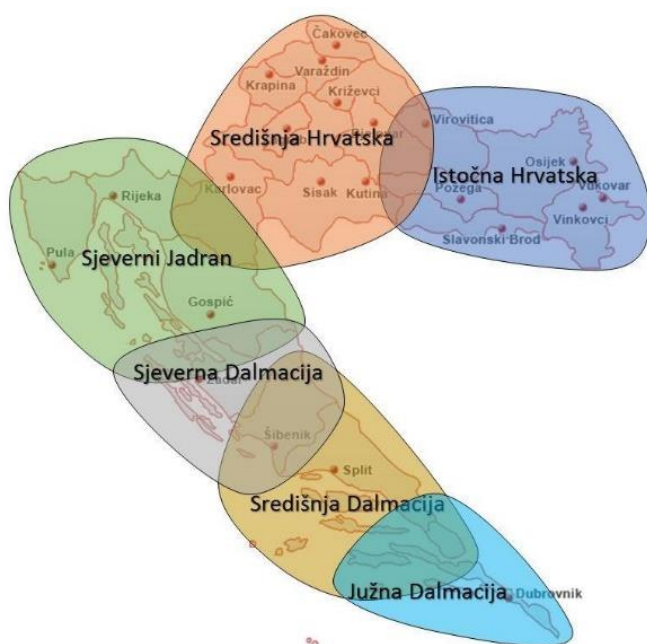 Čakovec
Varaždin
Krapina
Križevci
Središnja Hrvatska
Virovitica
Karlovac
Sisak
Kutina
Osijek
Istočna Hrvatska
Požega
Vukovar
Vinkovci
Slavonski Brod
Rijeka
Sjeverni Jadran
Pula
Gospić
Sjeverna Dalmacija
Zadar
Šibenik
Split
Središnja Dalmacija
Južna Dalmacija
Dubrovnik